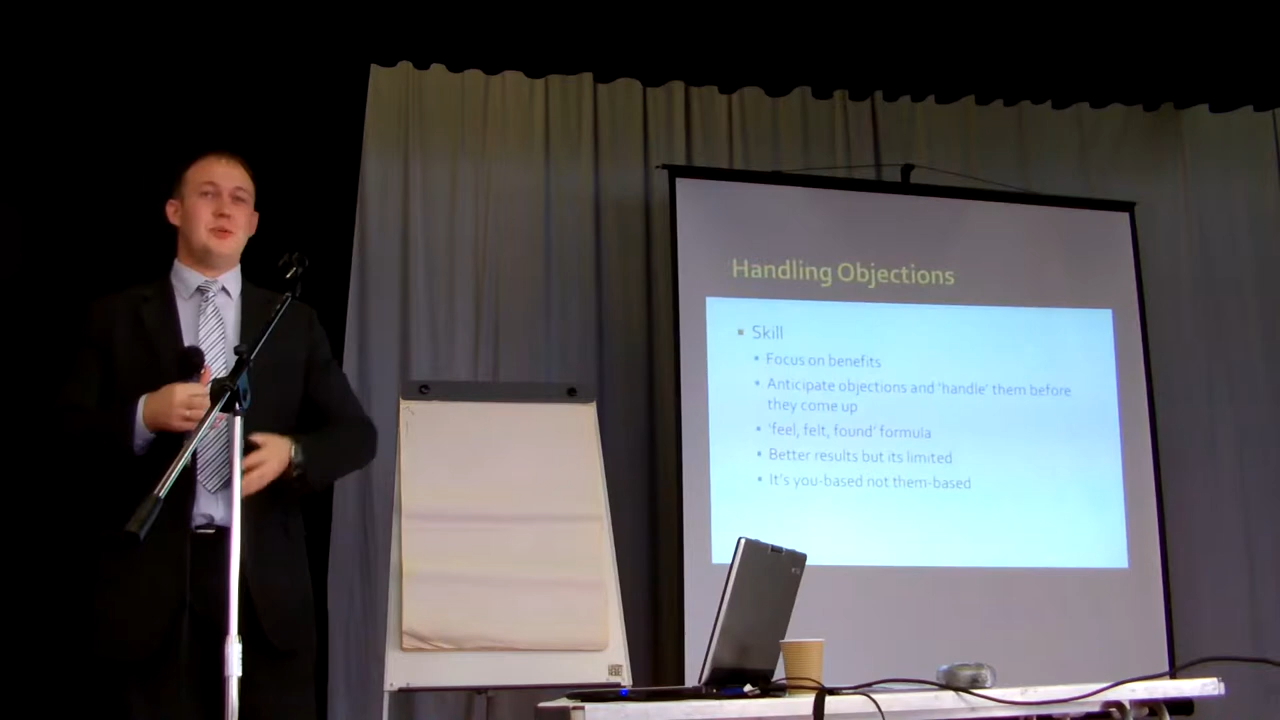 Handling Objections
Skill
Focus on benefits
Anticipate objections and 'handle' them before
they come up
'feel, felt, found' formula
Better results but its limited
It's you-based not them-based